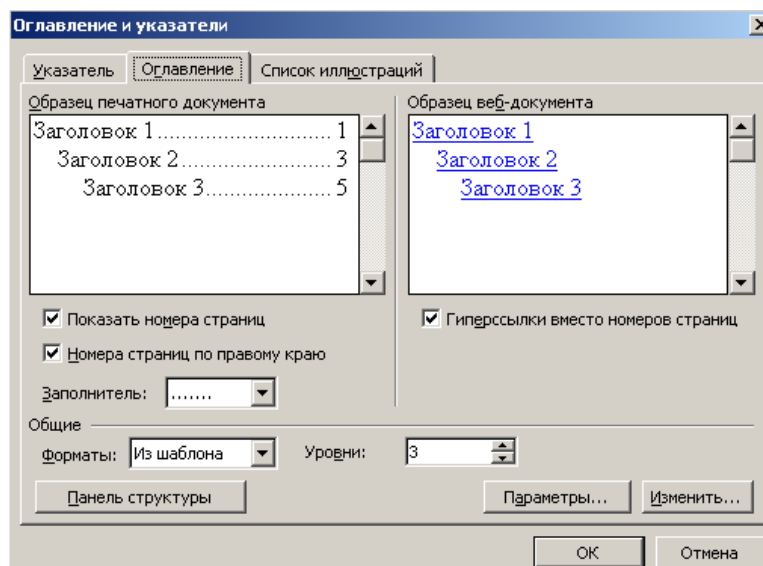 Оглавление и указатели
Указатель Оглавление Список иллюстраций
Образец печатного документа Образец веб-документа
Заголовок 1............................. 1 Заголовок 1
Заголовок 2......................... 3 Заголовок 2
Заголовок 3..................... 5 Заголовок 3
Показать номера страниц Гиперссылки вместо номеров страниц
Номера страниц по правому краю
Заполнитель: .......
Общие
Форматы: Из шаблона Уровни: 3
Панель структуры Параметры... Изменить...
ОК Отмена